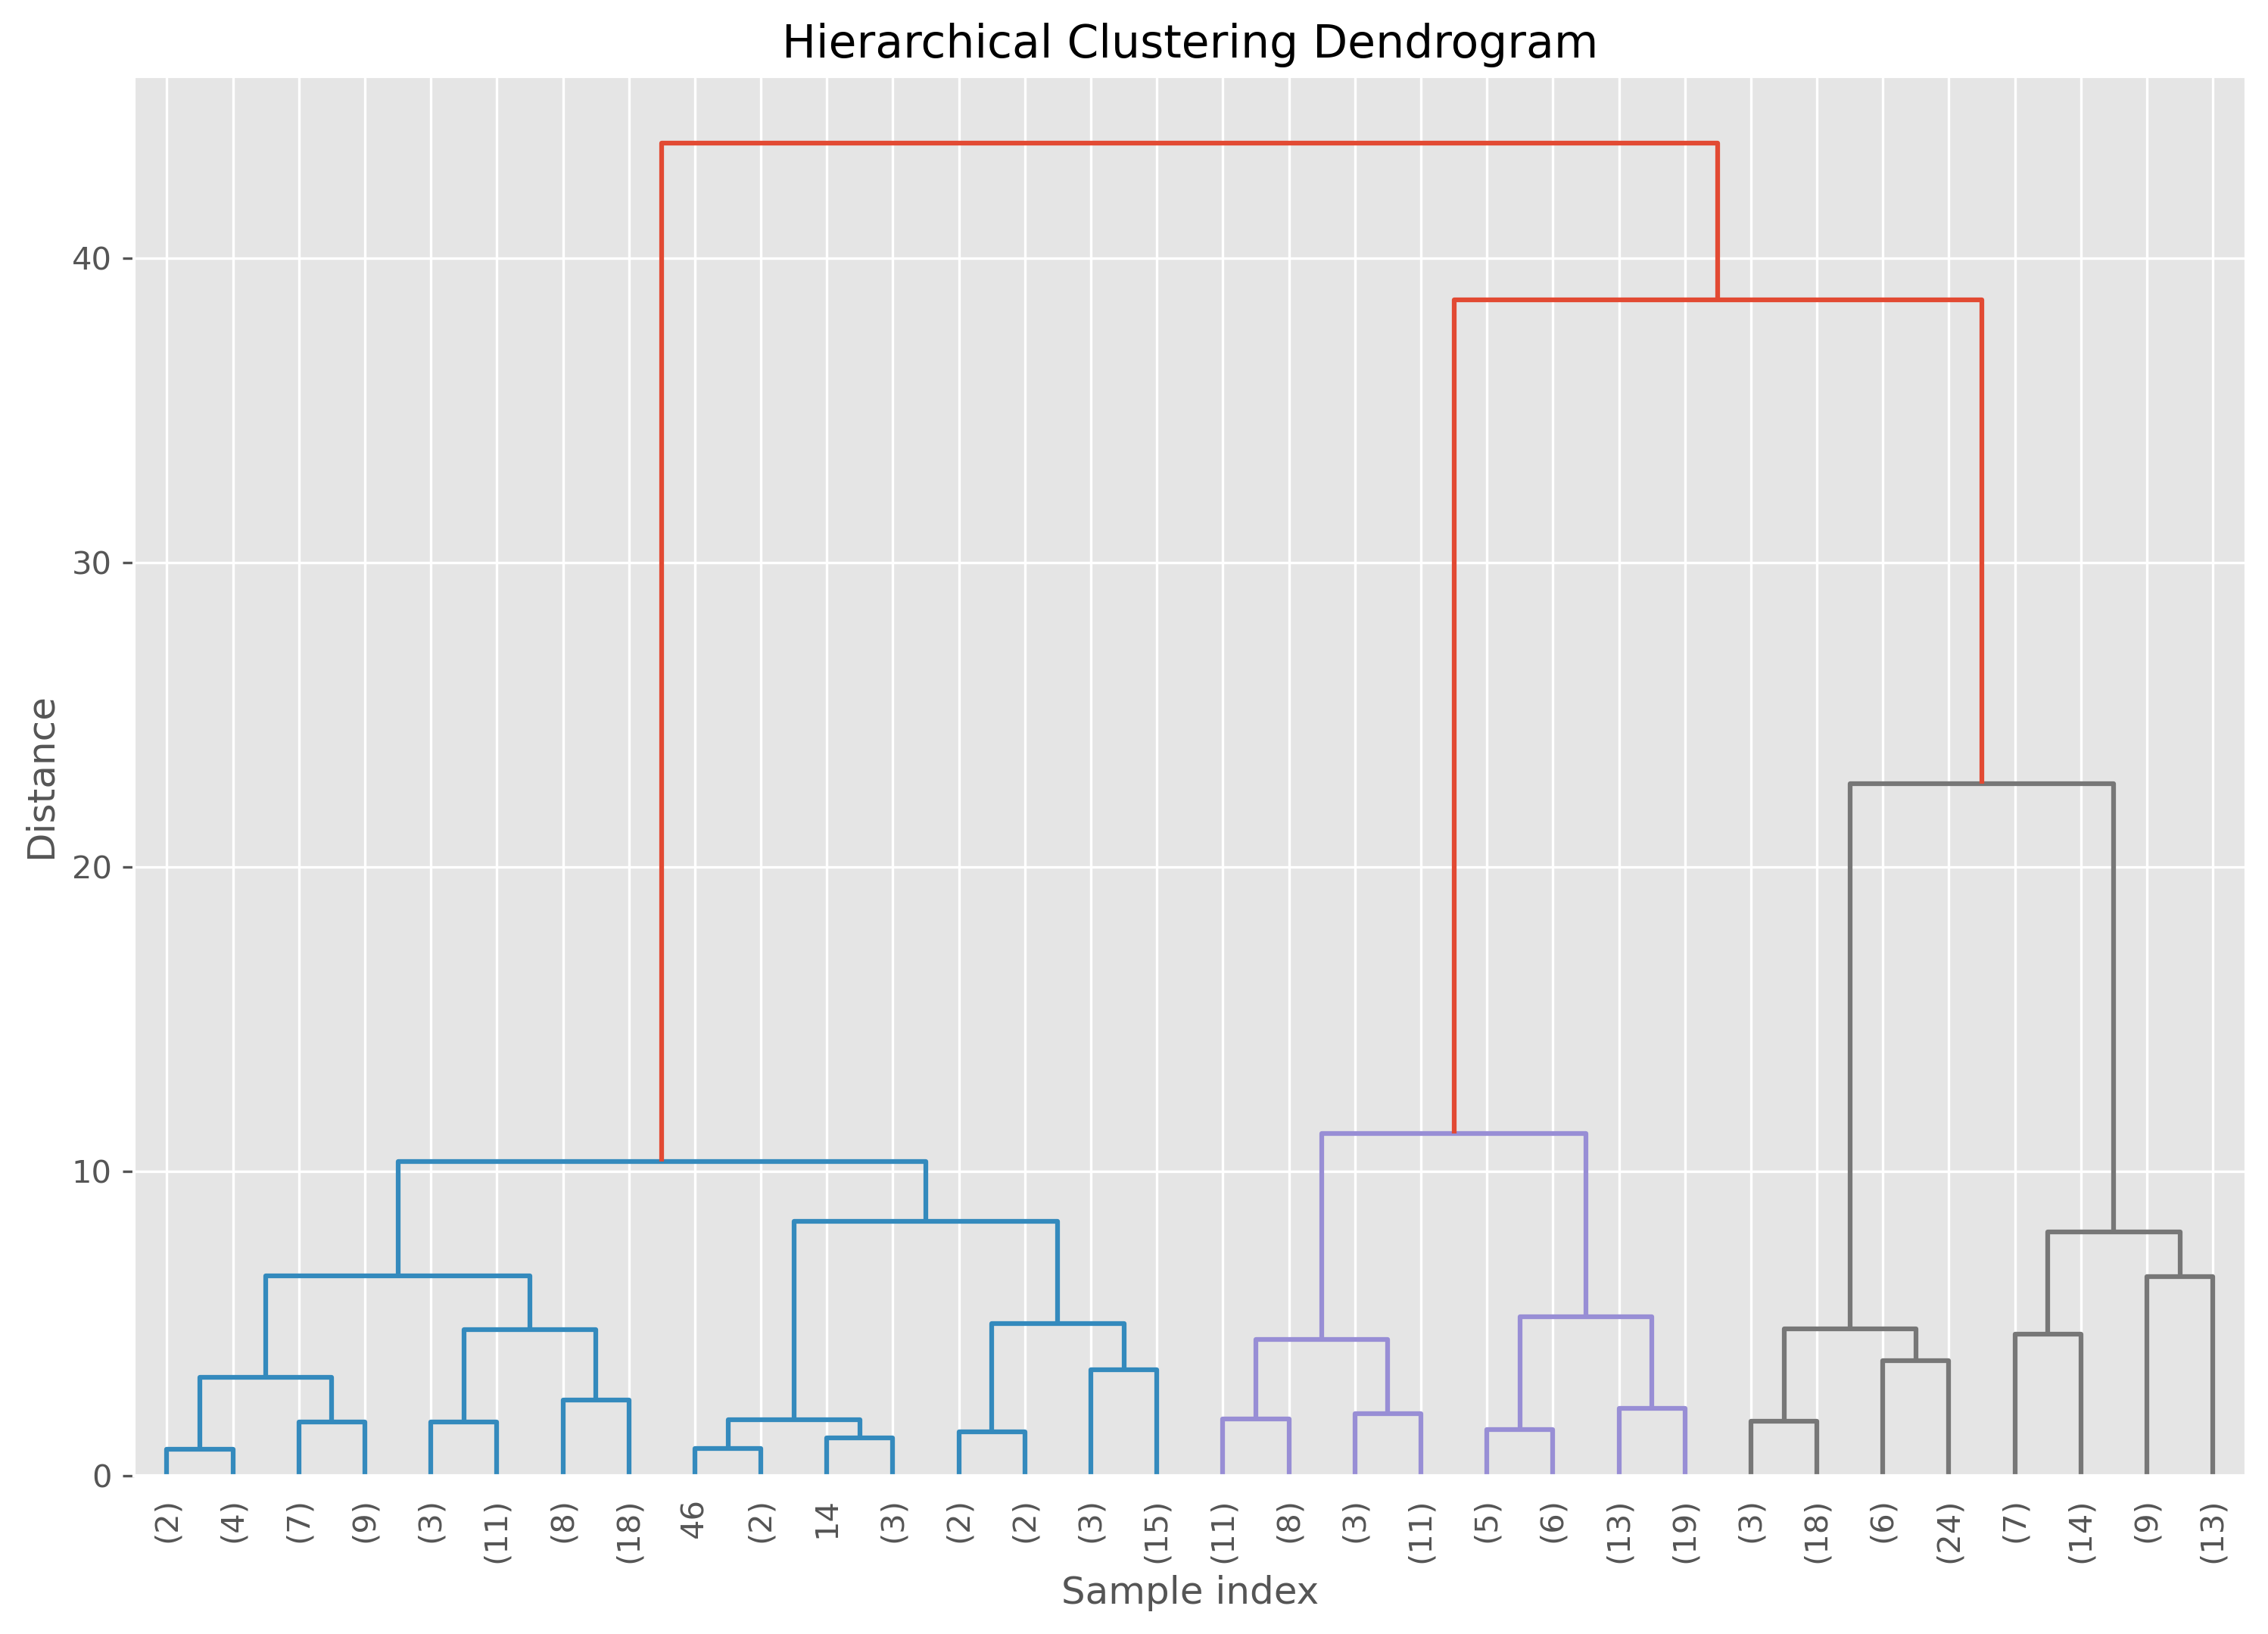 Hierarchical Clustering Dendrogram
Distance
40
30
20
10
0
(2) (4) (7) (9) (3) (11) (8) (18) 46 (2) 14 (3) (2) (2) (3) (15) (11) (8) (3) (11) (5) (6) (13) (19) (3) (18) (6) (24) (7) (14) (9) (13)
Sample index